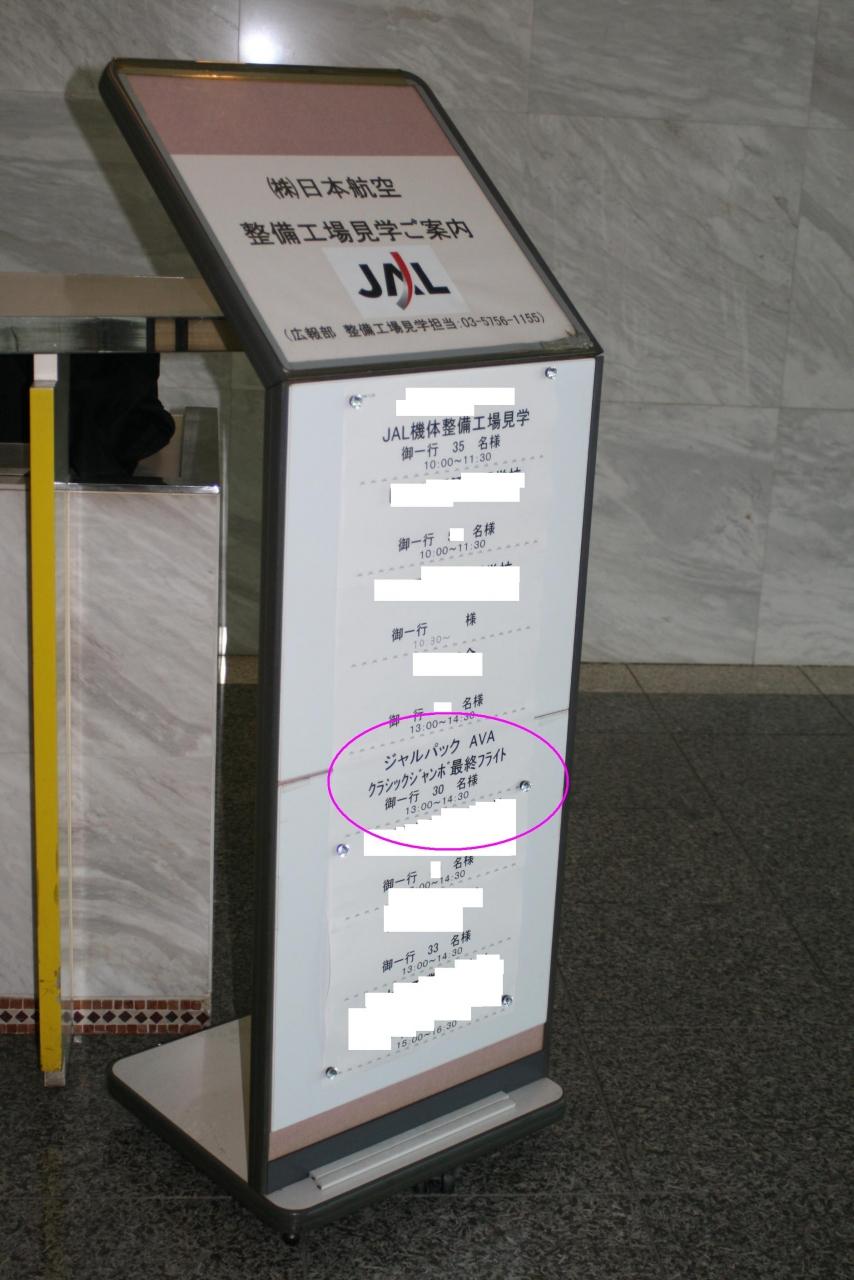 ㈱日本航空
整備工場見学ご案内
JAL
(広報部 整備工場見学担当:03-5756-1155)
JAL機体整備工場見学
御一行 35 名様
10:00~11:30
御一行 名様
10:00~11:30
御一行 様
10:30~
御一行 名様
13:00~14:30
ジャルパック AVA
クラシックジャンボ最終フライト
御一行 30 名様
13:00~14:30
御一行 名様
:00~14:30
御一行 33 名様
13:00~14:30
15:00~16:30